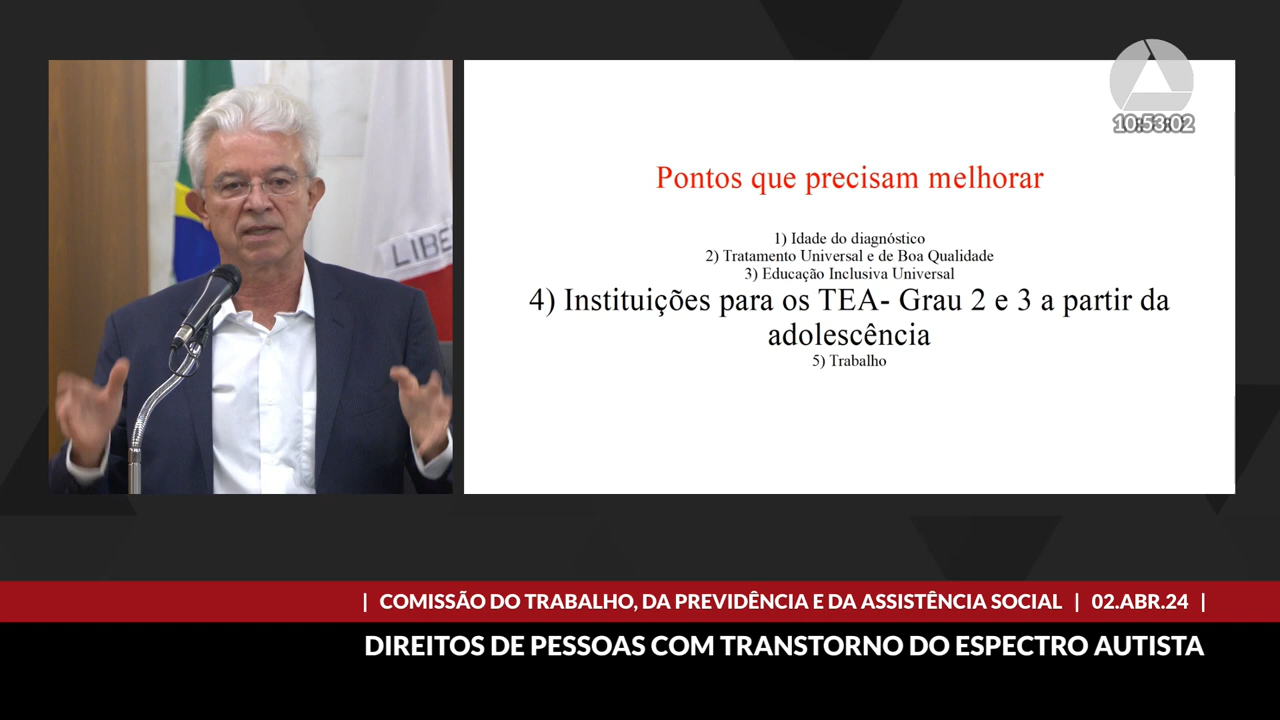 10:53:02
LIBE
Pontos que precisam melhorar
1) Idade do diagnóstico
2) Tratamento Universal e de Boa Qualidade
3) Educação Inclusiva Universal
4) Instituições para os TEA- Grau 2 e 3 a partir da
adolescência
5) Trabalho
| COMISSÃO DO TRABALHO, DA PREVIDÊNCIA E DA ASSISTÊNCIA SOCIAL | 02.ABR.24 |
DIREITOS DE PESSOAS COM TRANSTORNO DO ESPECTRO AUTISTA